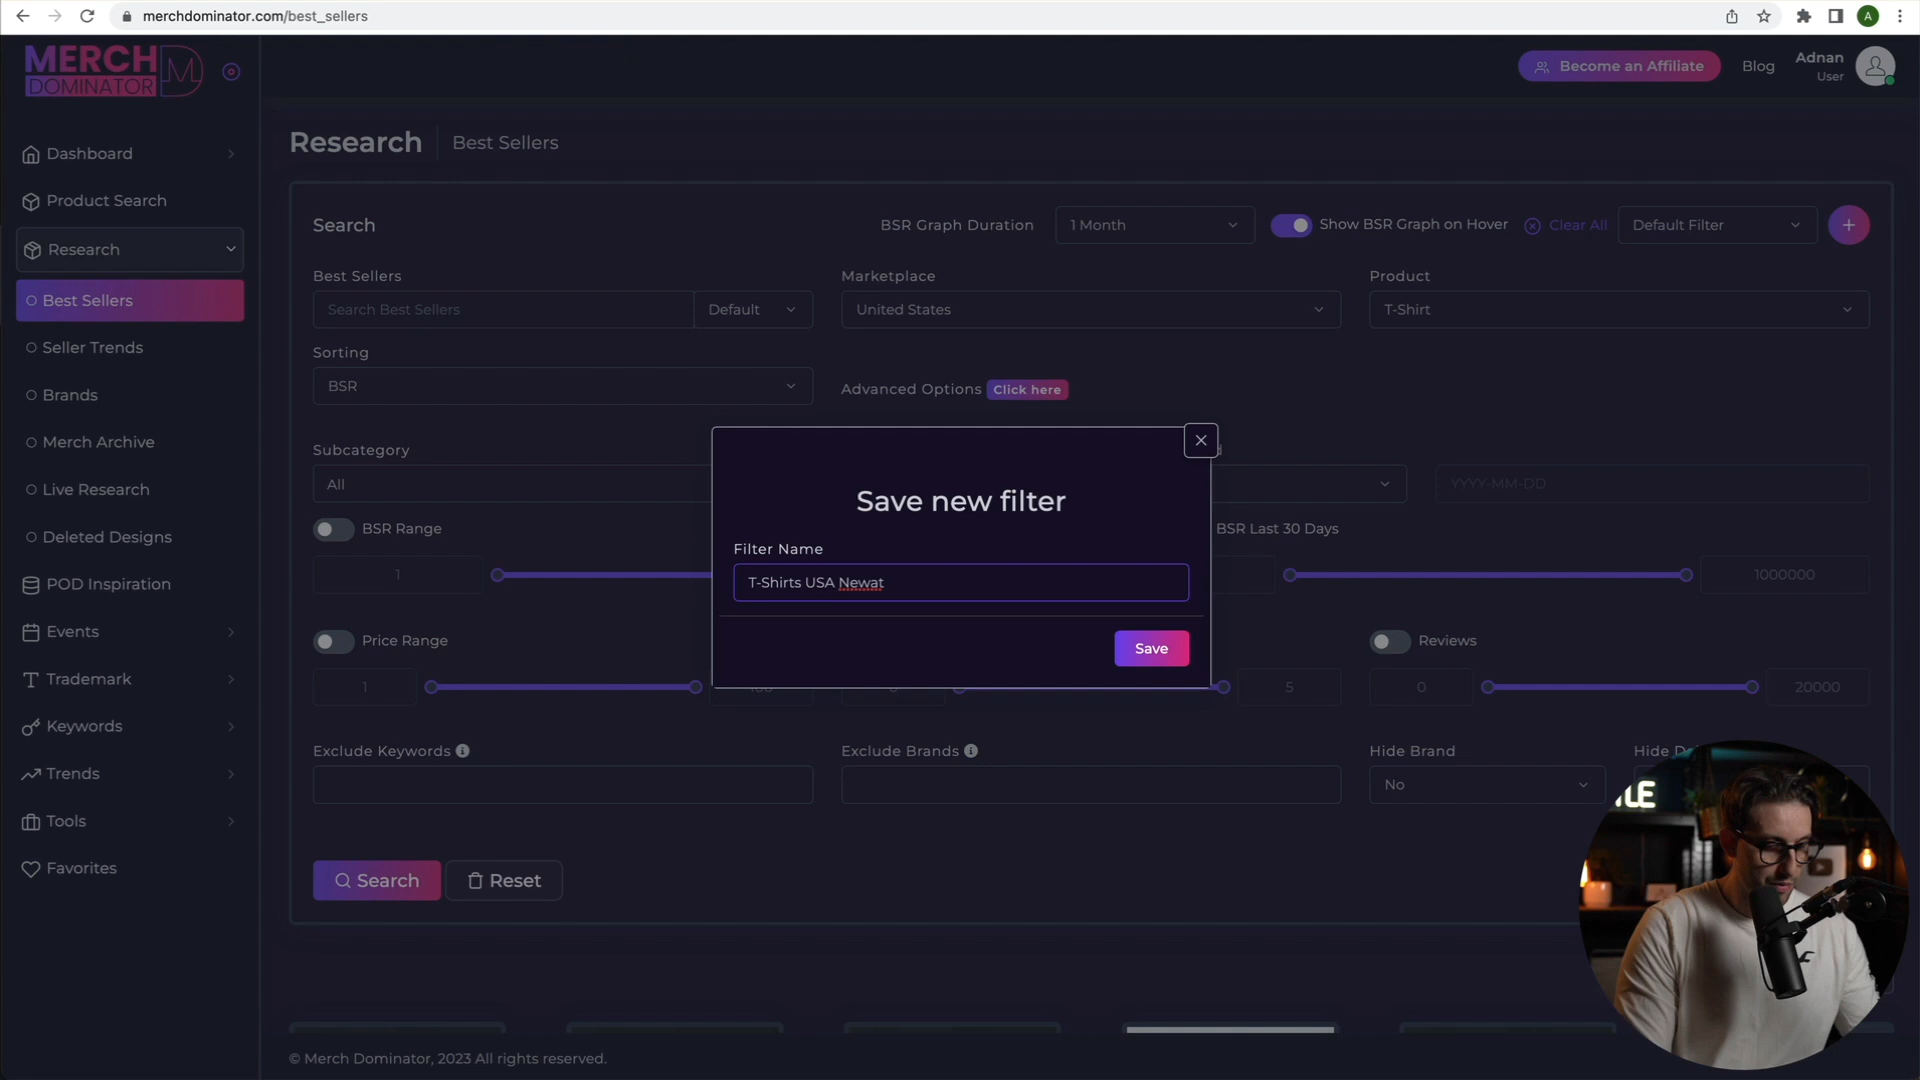 merchdominator.com/best_sellers
A
MERCH
DOMINATOR
Become an Affiliate
Blog
Adnan
User
Dashboard
Product Search
Research
Best Sellers
Seller Trends
Brands
Merch Archive
Live Research
Deleted Designs
POD Inspiration
Events
Trademark
Keywords
Trends
Tools
Favorites
Research
Best Sellers
Search
BSR Graph Duration
1 Month
Show BSR Graph on Hover
Clear All
Default Filter
+
Best Sellers
Marketplace
Product
Search Best Sellers
Default
United States
T-Shirt
Sorting
BSR
Advanced Options
Click here
Subcategory
All
YYYY-MM-DD
BSR Range
BSR Last 30 Days
1
1000000
Save new filter
Filter Name
T-Shirts USA Newat
Save
Price Range
Reviews
1
5
0
20000
Exclude Keywords
Exclude Brands
Hide Brand
No
Search
Reset
© Merch Dominator, 2023 All rights reserved.